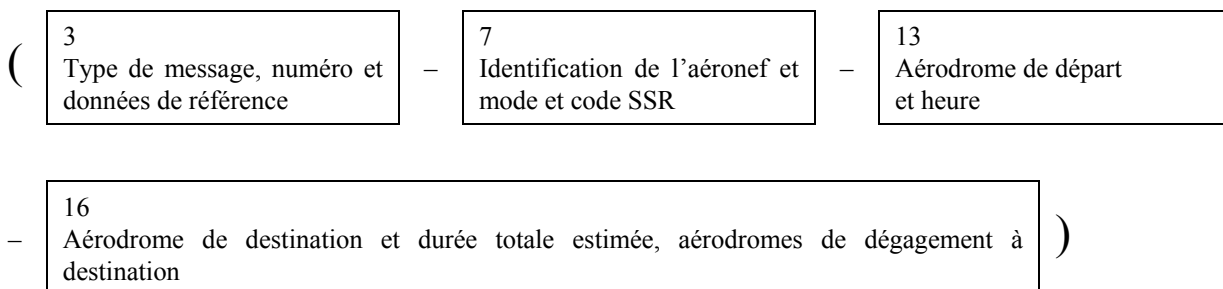 (
3
Type de message, numéro et
données de référence
–
7
Identification de l’aéronef et
mode et code SSR
–
13
Aérodrome de départ
et heure
–
16
Aérodrome de destination et durée totale estimée, aérodromes de dégagement à
destination
)